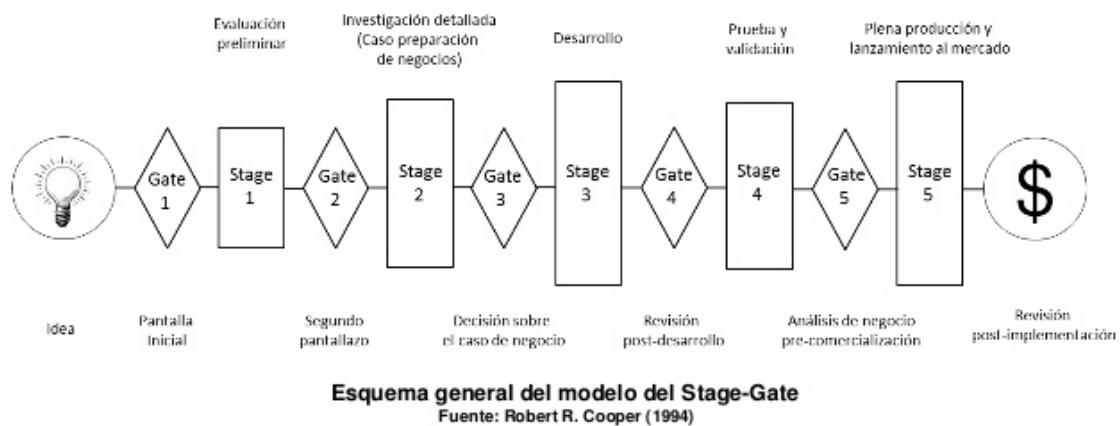 Evaluación
preliminar
Investigación detallada
(Caso preparación
de negocios)
Desarrollo
Prueba y
validación
Plena producción y
lanzamiento al mercado
Gate
1
Stage
1
Gate
2
Stage
2
Gate
3
Stage
3
Gate
4
Stage
4
Gate
5
Stage
5
$
Idea
Pantalla
Inicial
Segundo
pantallazo
Decisión sobre
el caso de negocio
Revisión
post-desarrollo
Análisis de negocio
pre-comercialización
Revisión
post-implementación
Esquema general del modelo del Stage-Gate
Fuente: Robert R. Cooper (1994)